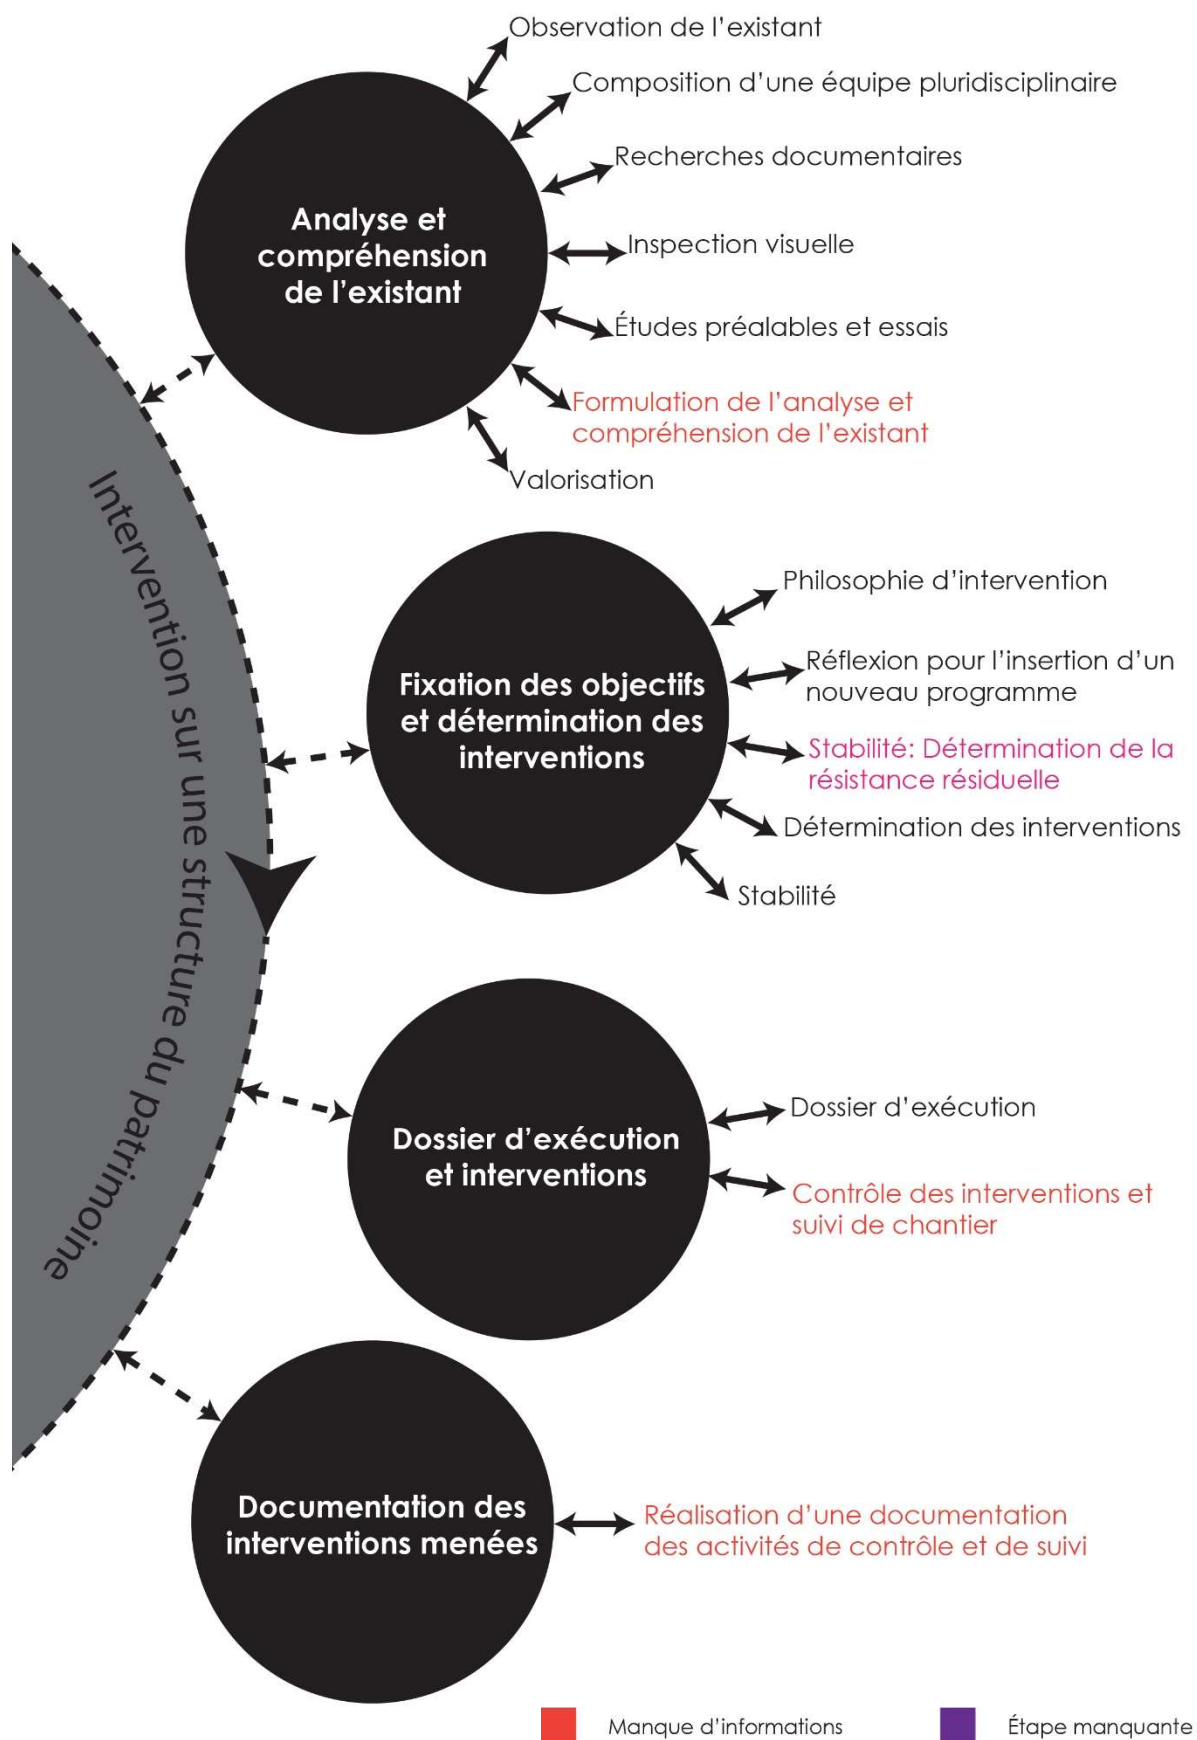 Observation de l'existant
Composition d'une équipe pluridisciplinaire
Recherches documentaires
Analyse et
compréhension
de l'existant
Inspection visuelle
Études préalables et essais
Formulation de l'analyse et
compréhension de l'existant
Valorisation
Intervention sur une structure du patrimoine
Philosophie d'intervention
Réflexion pour l'insertion d'un
nouveau programme
Fixation des objectifs
et détermination des
interventions
Stabilité: Détermination de la
résistance résiduelle
Détermination des interventions
Stabilité
Dossier d'exécution
et interventions
Dossier d'exécution
Contrôle des interventions et
suivi de chantier
Documentation des
interventions menées
Réalisation d'une documentation
des activités de contrôle et de suivi
Manque d'informations
Étape manquante